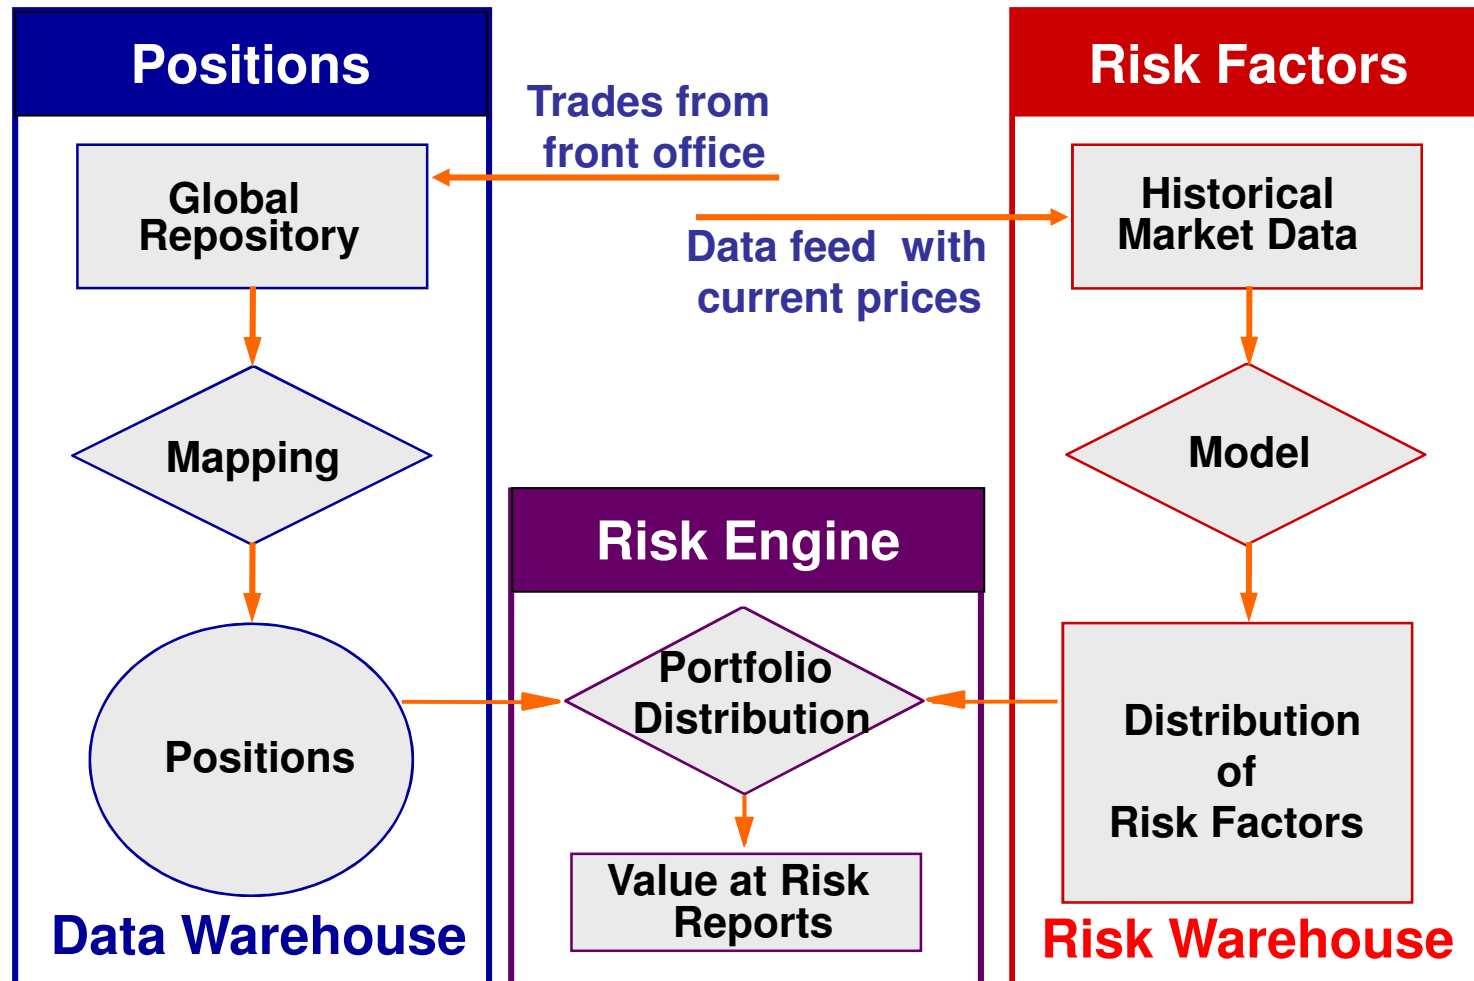 Positions
Trades from
front office
Global
Repository
Mapping
Positions
Data Warehouse
Data feed  with
current prices
Risk Engine
Portfolio
Distribution
Value at Risk
Reports
Risk Factors
Historical
Market Data
Model
Distribution
of
Risk Factors
Risk Warehouse